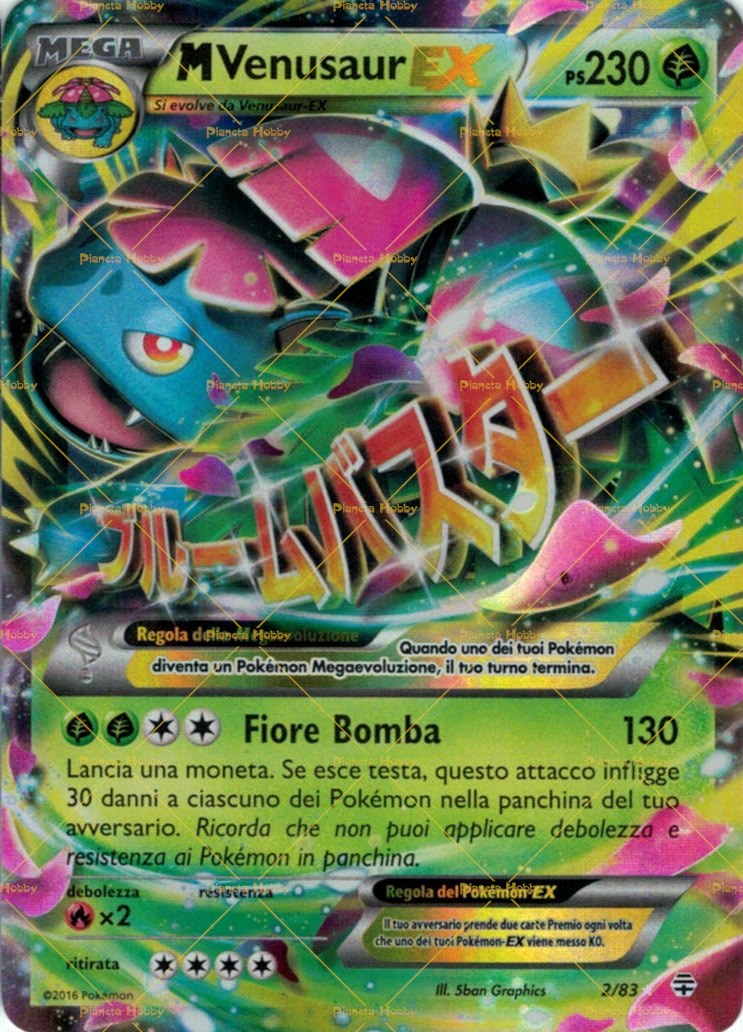 MEGA
M Venusaur EX
PS 230
Si evolve da Venusaur-EX
ブルームバスター
Regola della Megaevoluzione
Quando uno dei tuoi Pokémon
diventa un Pokémon Megaevoluzione, il tuo turno termina.
Fiore Bomba 130
Lancia una moneta. Se esce testa, questo attacco infligge
30 danni a ciascuno dei Pokémon nella panchina del tuo
avversario. Ricorda che non puoi applicare debolezza e
resistenza ai Pokémon in panchina.
debolezza resistenza
×2
Regola dei Pokémon-EX
Il tuo avversario prende due carte Premio ogni volta
che uno dei tuoi Pokémon-EX viene messo KO.
ritirata
©2016 Pokémon
Ill. 5ban Graphics
2/83
Pianeta Hobby